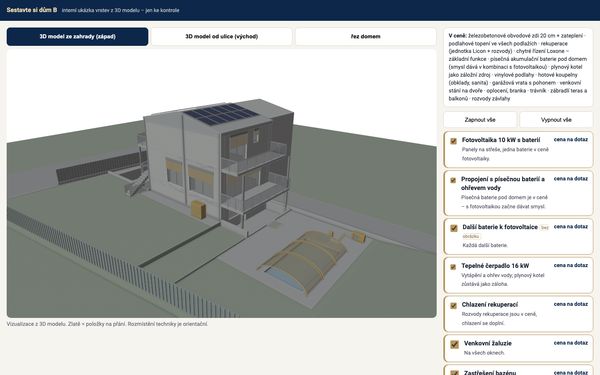 Sestavte si dům B interní ukázka vrstev z 3D modelu – jen ke kontrole
3D model ze zahrady (západ)
3D model od ulice (východ)
řez domem
Vizualizace z 3D modelu. Zlatě = položky na přání. Rozmístění techniky je orientační.
V ceně: železobetonové obvodové zdi 20 cm + zateplení ·
podlahové topení ve všech podlažích · rekuperace
(jednotka Licon + rozvody) · chytré řízení Loxone –
základní funkce · písečná akumulační baterie pod domem
(smysl dává v kombinaci s fotovoltaikou) · plynový kotel
jako záložní zdroj · vinylové podlahy · hotové koupelny
(obklady, sanita) · garážová vrata s pohonem · venkovní
stání na dvoře · oplocení, branka · trávník · zábradlí teras a
balkonů · rozvody závlahy
Zapnout vše
Vypnout vše
Fotovoltaika 10 kW s baterií cena na dotaz
Panely na střeše, jedna baterie v ceně
fotovoltaiky.
Propojení s písečnou baterií a cena na dotaz
ohřevem vody
Písečná baterie pod domem je v ceně
– s fotovoltaikou začne dávat smysl.
Další baterie k fotovoltaice bez cena na dotaz
obrázku
Každá další baterie.
Tepelné čerpadlo 16 kW cena na dotaz
Vytápění a ohřev vody; plynový kotel
zůstává jako záloha.
Chlazení rekuperací cena na dotaz
Rozvody rekuperace jsou v ceně,
chlazení se doplní.
Venkovní žaluzie cena na dotaz
Na všech oknech.
Zastřešení bazénu cena na dotaz